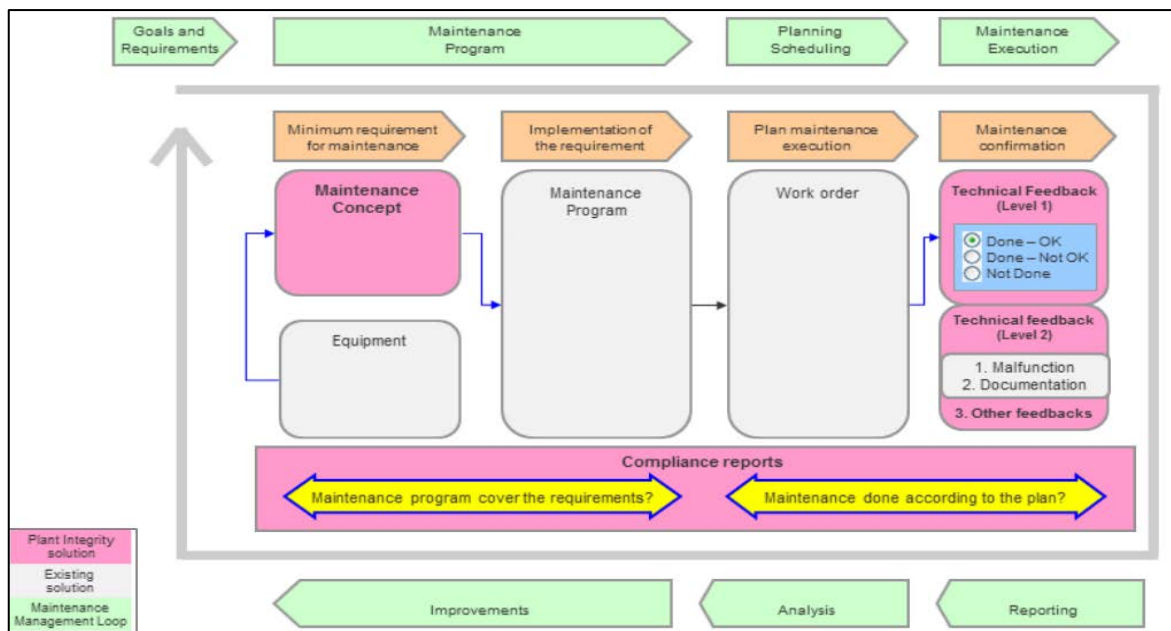 Goals and
Requirements
Maintenance
Program
Planning
Scheduling
Maintenance
Execution
Minimum requirement
for maintenance
Implementation of
the requirement
Plan maintenance
execution
Maintenance
confirmation
Maintenance
Concept
Equipment
Maintenance
Program
Work order
Technical Feedback
(Level 1)
Done – OK
Done – Not OK
Not Done
Technical feedback
(Level 2)
1. Malfunction
2. Documentation
3. Other feedbacks
Compliance reports
Maintenance program cover the requirements?
Maintenance done according to the plan?
Plant Integrity
solution
Existing
solution
Maintenance
Management Loop
Improvements
Analysis
Reporting